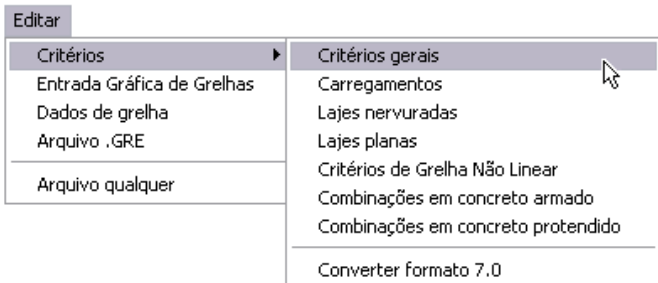 Editar
Critérios
Entrada Gráfica de Grelhas
Dados de grelha
Arquivo .GRE
Arquivo qualquer
Critérios gerais
Carregamentos
Lajes nervuradas
Lajes planas
Critérios de Grelha Não Linear
Combinações em concreto armado
Combinações em concreto protendido
Converter formato 7.0